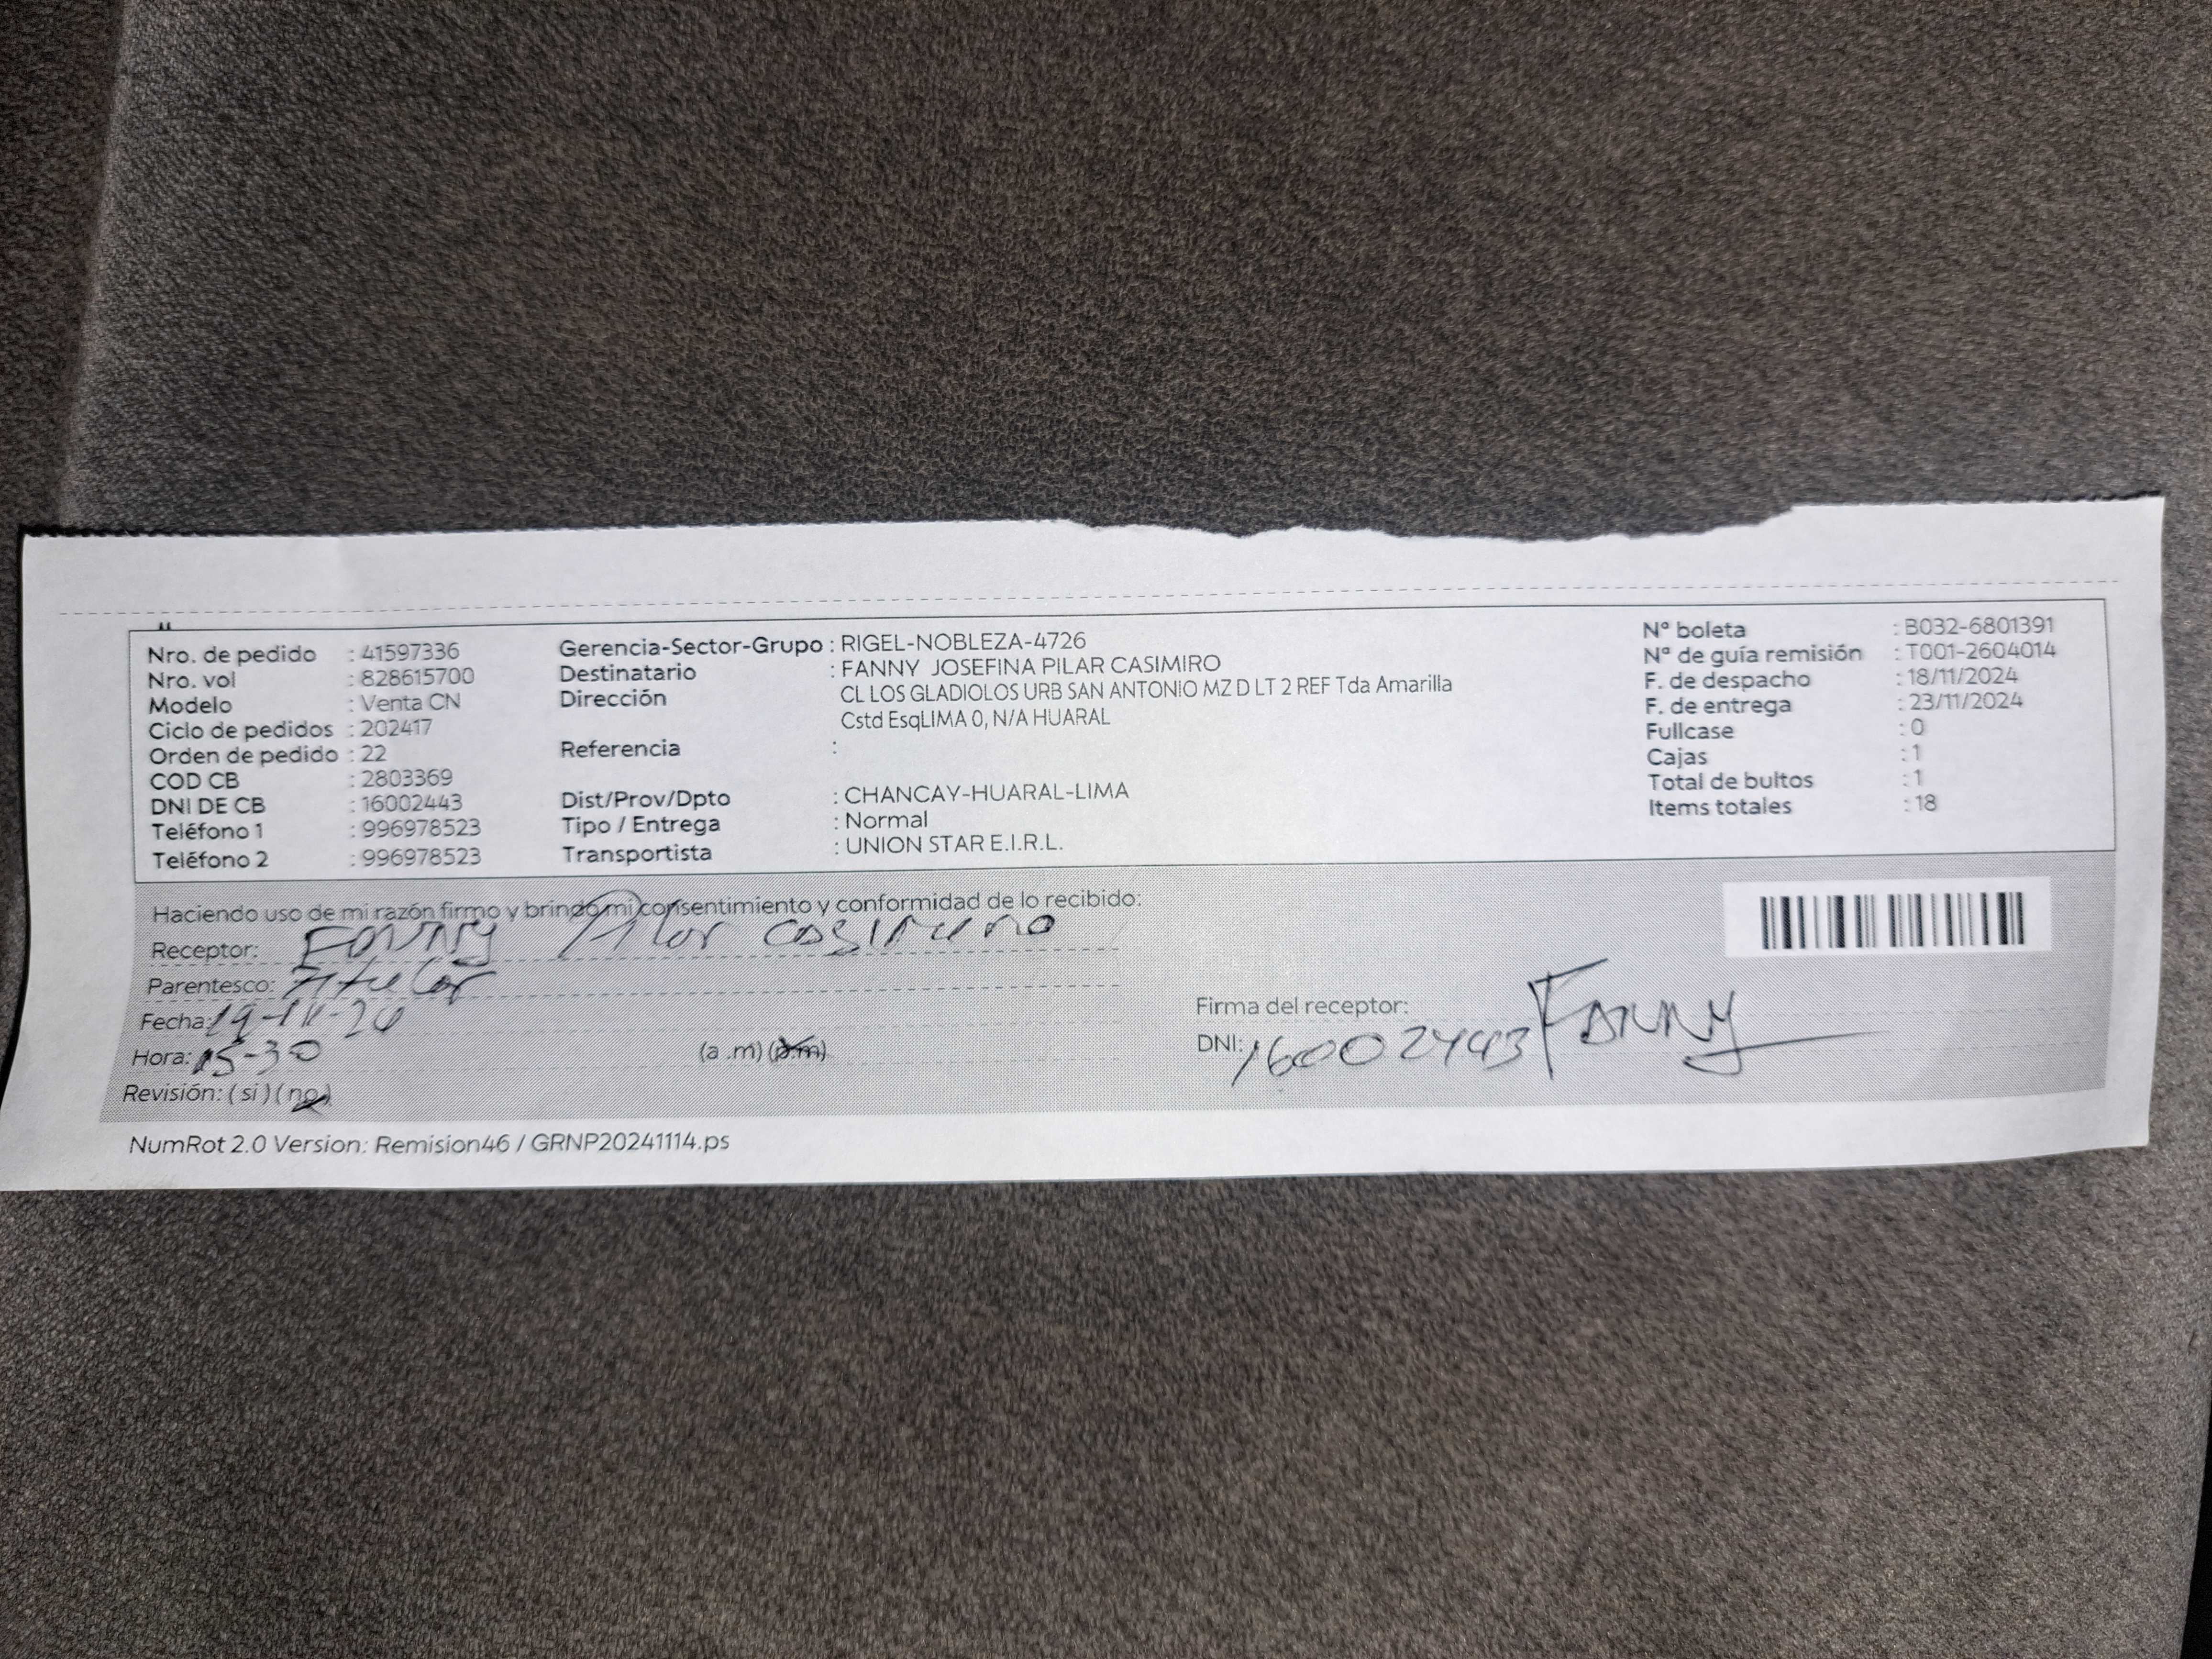 Nro. de pedido : 41597336
Nro. vol : 828615700
Modelo : Venta CN
Ciclo de pedidos : 202417
Orden de pedido : 22
COD CB : 2803369
DNI DE CB : 16002443
Teléfono 1 : 996978523
Teléfono 2 : 996978523
Gerencia-Sector-Grupo : RIGEL-NOBLEZA-4726
Destinatario : FANNY JOSEFINA PILAR CASIMIRO
Dirección CL LOS GLADIOLOS URB SAN ANTONIO MZ D LT 2 REF Tda Amarilla
Cstd EsqLIMA 0, N/A HUARAL
Referencia :
Dist/Prov/Dpto : CHANCAY-HUARAL-LIMA
Tipo / Entrega : Normal
Transportista : UNION STAR E.I.R.L.
Nº boleta : B032-6801391
Nº de guía remisión : T001-2604014
F. de despacho : 18/11/2024
F. de entrega : 23/11/2024
Fullcase : 0
Cajas : 1
Total de bultos : 1
Items totales : 18
Haciendo uso de mi razón firmo y brindo mi consentimiento y conformidad de lo recibido:
Receptor: Fanny Pilar casimiro
Parentesco:
Fecha: 19-11-
Hora: 15-30 (a .m) (p.m)
Revisión: ( si ) ( no )
Firma del receptor: FANNY
DNI: 16002443
NumRot 2.0 Version: Remision46 / GRNP20241114.ps